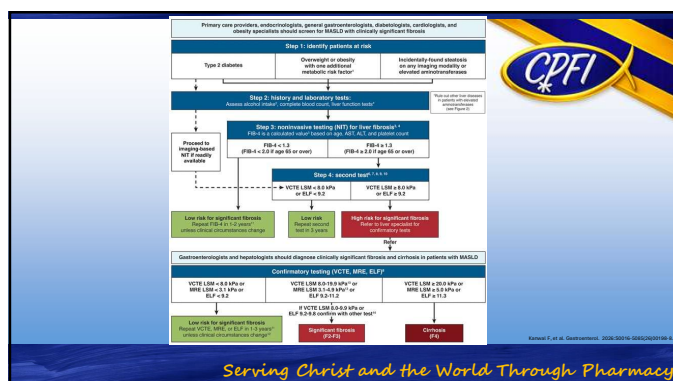 Primary care providers, endocrinologists, general gastroenterologists, diabetologists, cardiologists, and
obesity specialists should screen for MASLD with clinically significant fibrosis
Step 1: identify patients at risk
Type 2 diabetes
Overweight or obesity
with one additional
metabolic risk factor¹
Incidentally-found steatosis
on any imaging modality or
elevated aminotransferases
Step 2: history and laboratory tests:
Assess alcohol intake², complete blood count, liver function tests³
Rule out other liver diseases
in patients with elevated
aminotransferases
(see Figure 2)
Proceed to
imaging-based
NIT if readily
available
Step 3: noninvasive testing (NIT) for liver fibrosis³,⁴
FIB-4 is a calculated value⁵ based on age, AST, ALT, and platelet count
FIB-4 < 1.3
(FIB-4 < 2.0 if age 65 or over)
FIB-4 ≥ 1.3
(FIB-4 ≥ 2.0 if age 65 or over)
Step 4: second test
VCTE LSM < 8.0 kPa
or ELF < 9.2
VCTE LSM ≥ 8.0 kPa
or ELF ≥ 9.2
Low risk for significant fibrosis
Repeat FIB-4 in 1-2 years
unless clinical circumstances change
Low risk
Repeat second
test in 3 years
High risk for significant fibrosis
Refer to liver specialist for
confirmatory tests
Refer
Gastroenterologists and hepatologists should diagnose clinically significant fibrosis and cirrhosis in patients with MASLD
Confirmatory testing (VCTE, MRE, ELF)
VCTE LSM < 8.0 kPa or
MRE LSM < 3.1 kPa or
ELF < 9.2
VCTE LSM 8.0-19.9 kPa or
MRE LSM 3.1-4.9 kPa or
ELF 9.2-11.2
VCTE LSM ≥ 20.0 kPa or
MRE LSM ≥ 5.0 kPa or
ELF ≥ 11.3
If VCTE LSM 8.0-9.9 kPa or
ELF 9.2-9.8 confirm with other test
Low risk for significant fibrosis
Repeat VCTE, MRE, or ELF in 1-3 years
unless clinical circumstances change
Significant fibrosis
(F2-F3)
Cirrhosis
(F4)
CPFI
Kanwal F, et al. Gastroenterol. 2026:
Serving Christ and the World Through Pharmacy